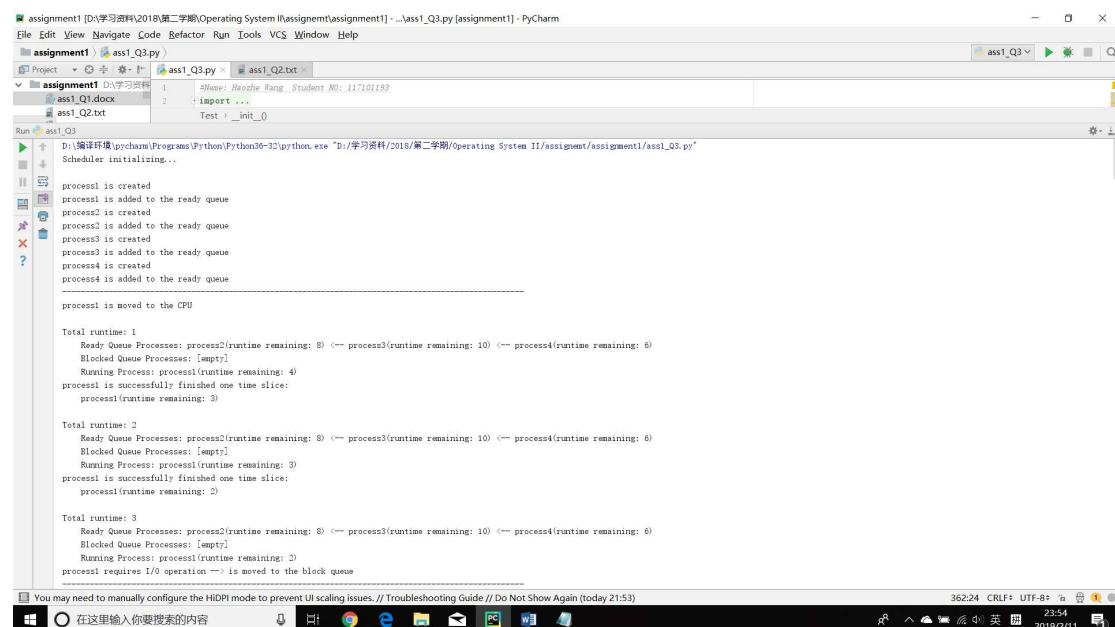 assignment1 [D:\学习资料\2018\第二学期\Operating System II\assignemt\assignment1] - ...\ass1_Q3.py [assignment1] - PyCharm
File Edit View Navigate Code Refactor Run Tools VCS Window Help
assignment1 ass1_Q3.py ass1_Q3
Project ass1_Q3.py ass1_Q2.txt
assignment1 D:\学习资料
1 #Name: Haozhe Wang Student NO: 117101193
ass1_Q1.docx
2 import ...
ass1_Q2.txt
Test › __init__()
Run ass1_Q3
D:\编译环境\pycharm\Programs\Python\Python36-32\python.exe "D:/学习资料/2018/第二学期/Operating System II/assignemt/assignment1/ass1_Q3.py"
Scheduler initializing...
process1 is created
process1 is added to the ready queue
process2 is created
process2 is added to the ready queue
process3 is created
process3 is added to the ready queue
process4 is created
process4 is added to the ready queue
--------------------------------------------------------------------------------------------------
process1 is moved to the CPU
Total runtime: 1
Ready Queue Processes: process2(runtime remaining: 8) <-- process3(runtime remaining: 10) <-- process4(runtime remaining: 6)
Blocked Queue Processes: [empty]
Running Process: process1(runtime remaining: 4)
process1 is successfully finished one time slice:
process1(runtime remaining: 3)
Total runtime: 2
Ready Queue Processes: process2(runtime remaining: 8) <-- process3(runtime remaining: 10) <-- process4(runtime remaining: 6)
Blocked Queue Processes: [empty]
Running Process: process1(runtime remaining: 3)
process1 is successfully finished one time slice:
process1(runtime remaining: 2)
Total runtime: 3
Ready Queue Processes: process2(runtime remaining: 8) <-- process3(runtime remaining: 10) <-- process4(runtime remaining: 6)
Blocked Queue Processes: [empty]
Running Process: process1(runtime remaining: 2)
process1 requires I/O operation --> is moved to the block queue
--------------------------------------------------------------------------------------------------
You may need to manually configure the HiDPI mode to prevent UI scaling issues. // Troubleshooting Guide // Do Not Show Again (today 21:53)
362:24 CRLF÷ UTF-8÷
在这里输入你要搜索的内容
英 拼 23:54
2019/2/11